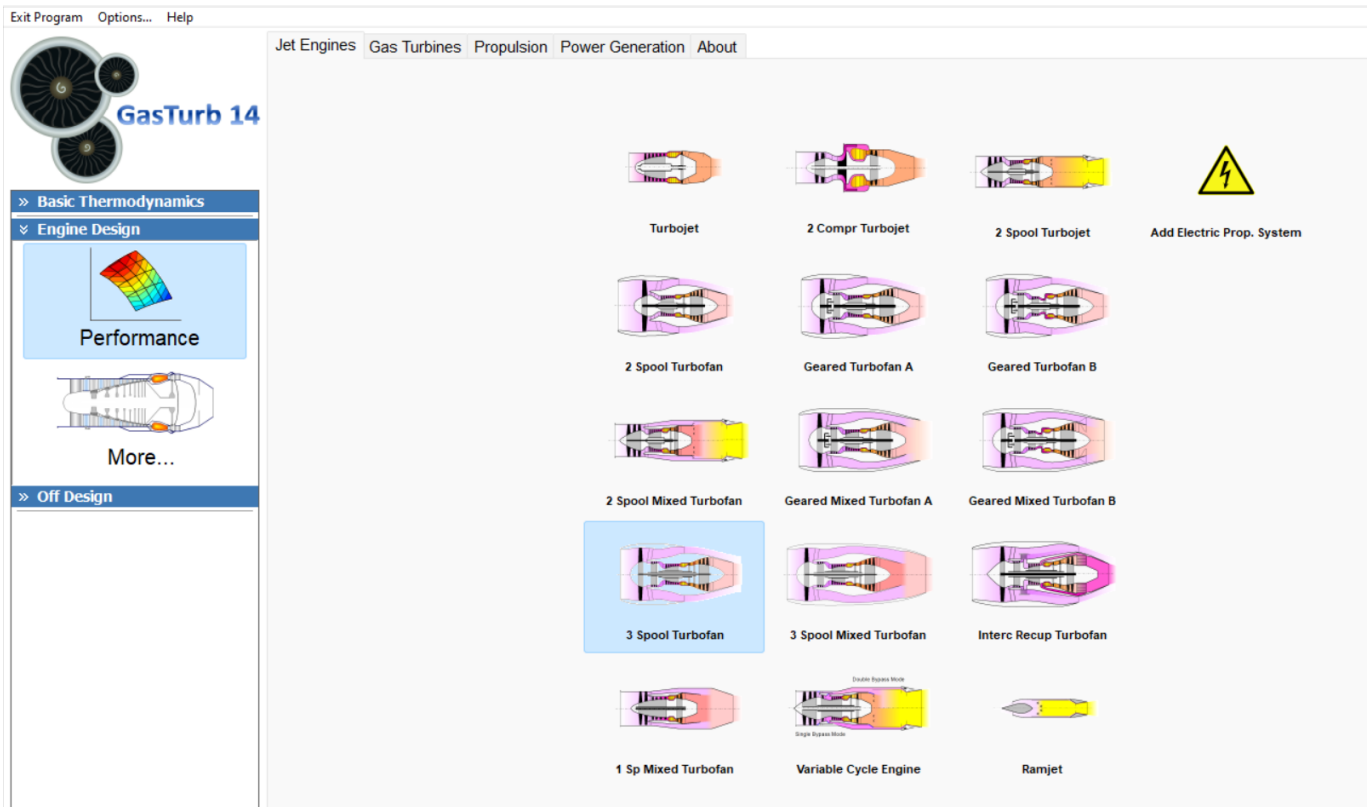 Exit Program Options... Help
Jet Engines Gas Turbines Propulsion Power Generation About
GasTurb 14
» Basic Thermodynamics
Engine Design
Performance
More...
» Off Design
Turbojet 2 Compr Turbojet 2 Spool Turbojet Add Electric Prop. System
2 Spool Turbofan Geared Turbofan A Geared Turbofan B
2 Spool Mixed Turbofan Geared Mixed Turbofan A Geared Mixed Turbofan B
3 Spool Turbofan 3 Spool Mixed Turbofan Interc Recup Turbofan
Double Bypass Mode
Single Bypass Mode
1 Sp Mixed Turbofan Variable Cycle Engine Ramjet